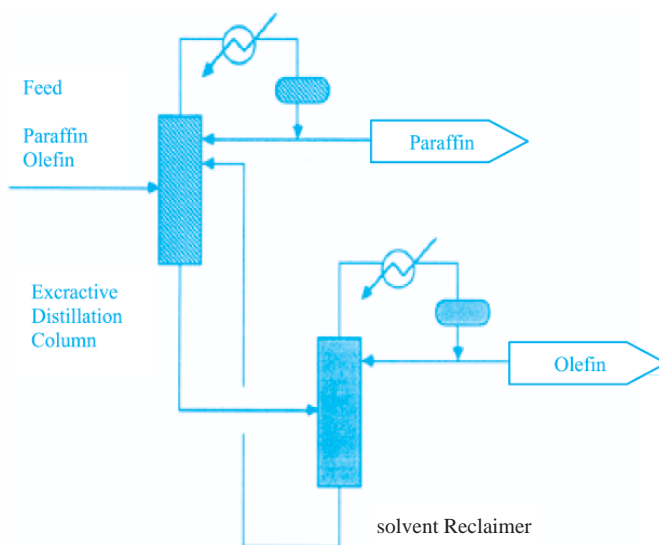 Feed
Paraffin
Olefin
Paraffin
Excractive
Distillation
Column
Olefin
solvent Reclaimer